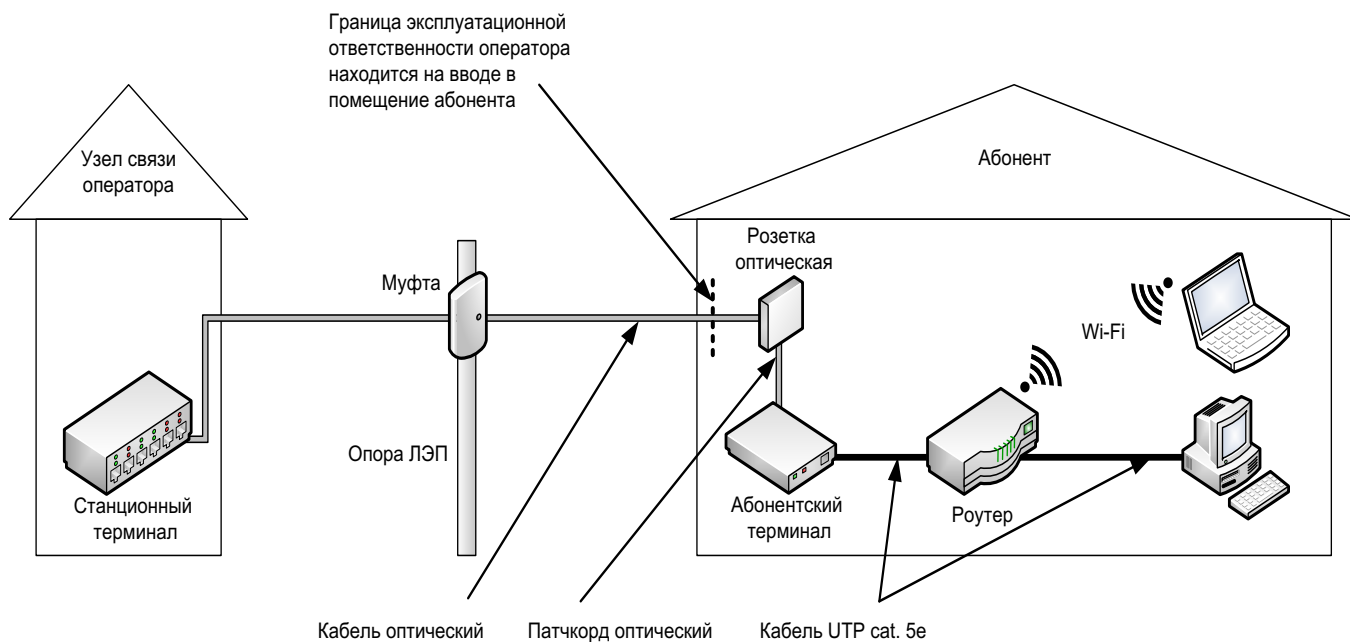 Граница эксплуатационной
ответственности оператора
находится на вводе в
помещение абонента
Узел связи
оператора
Абонент
Розетка
оптическая
Муфта
Wi-Fi
Опора ЛЭП
Станционный
терминал
Абонентский
терминал
Роутер
Кабель оптический
Патчкорд оптический
Кабель UTP cat. 5e